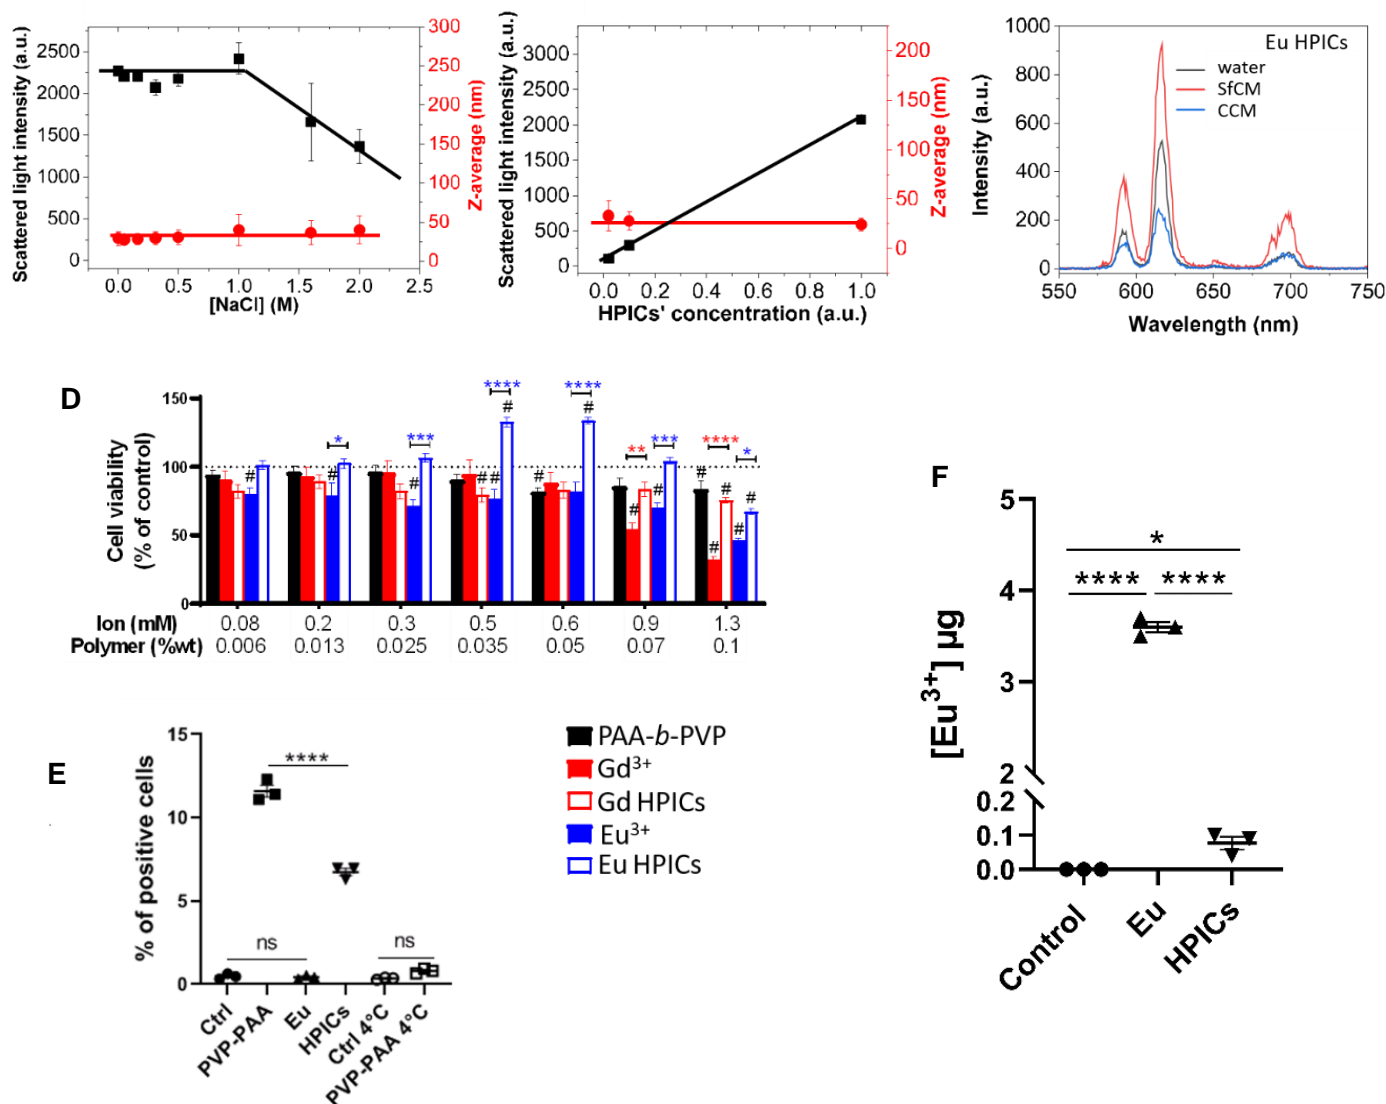 Scattered light intensity (a.u.)
2500
2000
1500
1000
500
0
0.0 0.5 1.0 1.5 2.0 2.5
[NaCl] (M)
300
250
200
150
100
50
0
Z-average (nm)
Scattered light intensity (a.u.)
3000
2500
2000
1500
1000
500
0
0.0 0.2 0.4 0.6 0.8 1.0
HPICs' concentration (a.u.)
200
150
100
50
0
Z-average (nm)
Intensity (a.u.)
1000
800
600
400
200
0
550 600 650 700 750
Wavelength (nm)
Eu HPICs
water
SfCM
CCM
D
Cell viability
(% of control)
150
100
50
0
**** ****
# #
* *** ** *** **** *
# # # # # # # # # # # #
Ion (mM) 0.08 0.2 0.3 0.5 0.6 0.9 1.3
Polymer (%wt) 0.006 0.013 0.025 0.035 0.05 0.07 0.1
E
% of positive cells
15
10
5
0
****
ns
ns
Ctrl
PVP-PAA
Eu
HPICs
Ctrl 4°C
PVP-PAA 4°C
PAA-b-PVP
Gd³⁺
Gd HPICs
Eu³⁺
Eu HPICs
F
[Eu³⁺] µg
5
4
3
2
0.2
0.1
0.0
*
**** ****
Control
Eu
HPICs